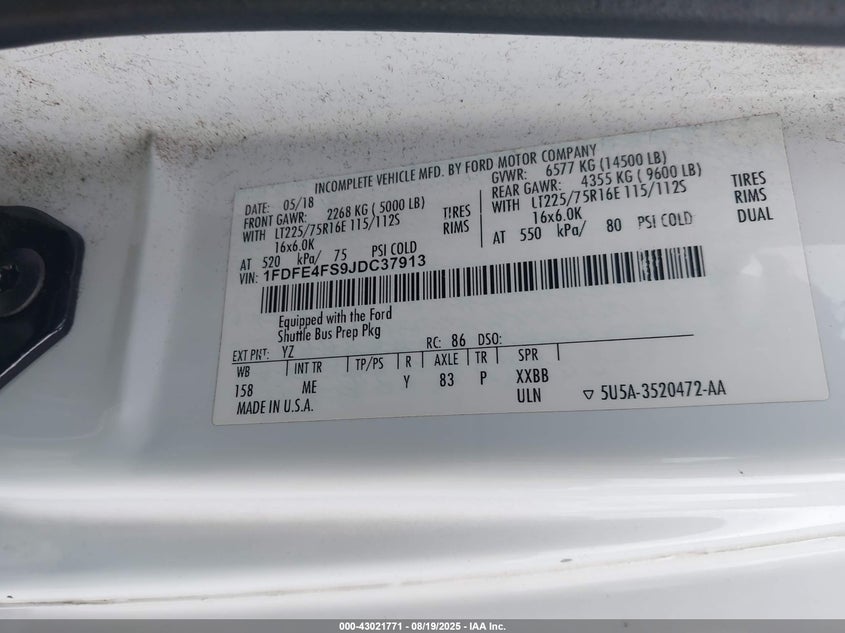 INCOMPLETE VEHICLE MFD. BY FORD MOTOR COMPANY
DATE: 05/18 GVWR: 6577 KG (14500 LB)
FRONT GAWR: 2268 KG ( 5000 LB) REAR GAWR: 4355 KG ( 9600 LB)
WITH LT225/75R16E 115/112S TIRES WITH LT225/75R16E 115/112S TIRES
16x6.0K RIMS 16x6.0K RIMS
AT 520 kPa/ 75 PSI COLD AT 550 kPa/ 80 PSI COLD DUAL
VIN: 1FDFE4FS9JDC37913
Equipped with the Ford
Shuttle Bus Prep Pkg
EXT PNT: YZ RC: 86 DSO:
WB INT TR TP/PS R AXLE TR SPR
158 ME Y 83 P XXBB
ULN
MADE IN U.S.A. ▽ 5U5A-3520472-AA
000-43021771 - 08/19/2025 - IAA Inc.